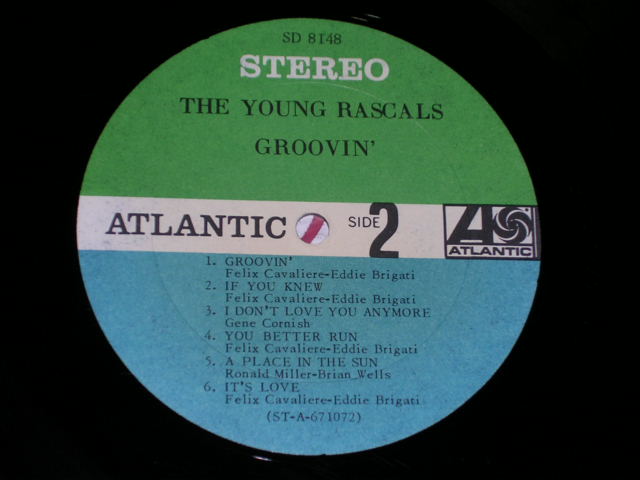 SD 8148
STEREO
THE YOUNG RASCALS
GROOVIN'
ATLANTIC SIDE 2
ATLANTIC
1. GROOVIN'
Felix Cavaliere-Eddie Brigati
2. IF YOU KNEW
Felix Cavaliere-Eddie Brigati
3. I DON'T LOVE YOU ANYMORE
Gene Cornish
4. YOU BETTER RUN
Felix Cavaliere-Eddie Brigati
5. A PLACE IN THE SUN
Ronald Miller-Brian Wells
6. IT'S LOVE
Felix Cavaliere-Eddie Brigati
(ST-A-671072)